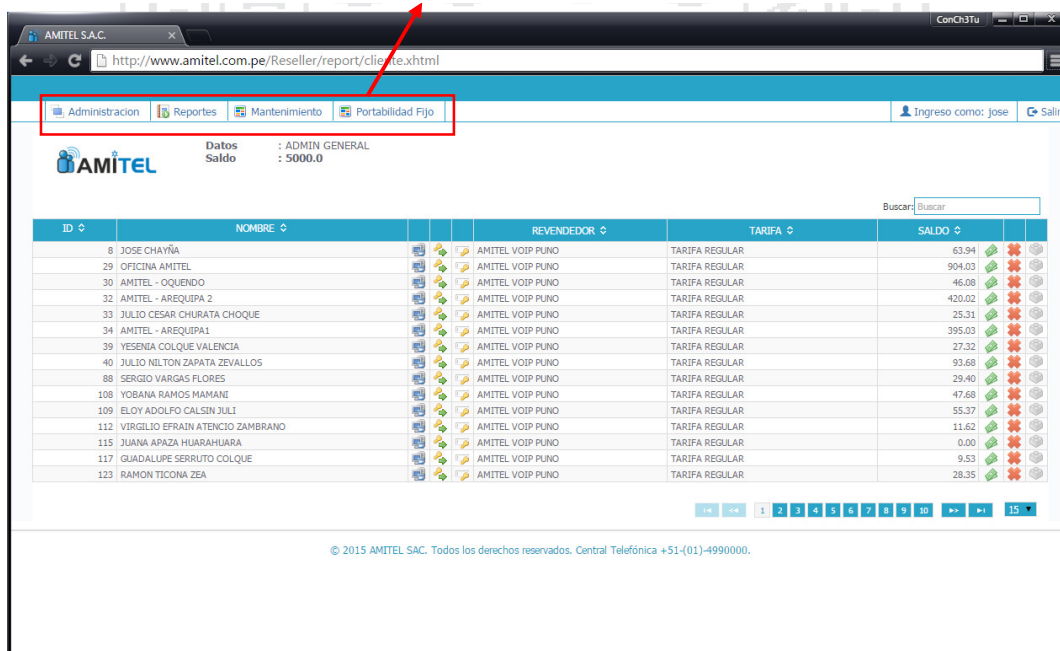 ConCh3Tu
AMITEL S.A.C.
http://www.amitel.com.pe/Reseller/report/cliente.xhtml
Administracion Reportes Mantenimiento Portabilidad Fijo Ingreso como: jose Salir
AMITEL
Datos : ADMIN GENERAL
Saldo : 5000.0
Buscar: Buscar
ID NOMBRE REVENDEDOR TARIFA SALDO
8 JOSE CHAYÑA AMITEL VOIP PUNO TARIFA REGULAR 63.94
29 OFICINA AMITEL AMITEL VOIP PUNO TARIFA REGULAR 904.03
30 AMITEL - OQUENDO AMITEL VOIP PUNO TARIFA REGULAR 46.08
32 AMITEL - AREQUIPA 2 AMITEL VOIP PUNO TARIFA REGULAR 420.02
33 JULIO CESAR CHURATA CHOQUE AMITEL VOIP PUNO TARIFA REGULAR 25.31
34 AMITEL - AREQUIPA1 AMITEL VOIP PUNO TARIFA REGULAR 395.03
39 YESENIA COLQUE VALENCIA AMITEL VOIP PUNO TARIFA REGULAR 27.32
40 JULIO NILTON ZAPATA ZEVALLOS AMITEL VOIP PUNO TARIFA REGULAR 93.68
88 SERGIO VARGAS FLORES AMITEL VOIP PUNO TARIFA REGULAR 29.40
108 YOBANA RAMOS MAMANI AMITEL VOIP PUNO TARIFA REGULAR 47.68
109 ELOY ADOLFO CALSIN JULI AMITEL VOIP PUNO TARIFA REGULAR 55.37
112 VIRGILIO EFRAIN ATENCIO ZAMBRANO AMITEL VOIP PUNO TARIFA REGULAR 11.62
115 JUANA APAZA HUARAHUARA AMITEL VOIP PUNO TARIFA REGULAR 0.00
117 GUADALUPE SERRUTO COLQUE AMITEL VOIP PUNO TARIFA REGULAR 9.53
123 RAMON TICONA ZEA AMITEL VOIP PUNO TARIFA REGULAR 28.35
1 2 3 4 5 6 7 8 9 10 15
© 2015 AMITEL SAC. Todos los derechos reservados. Central Telefónica +51-(01)-4990000.